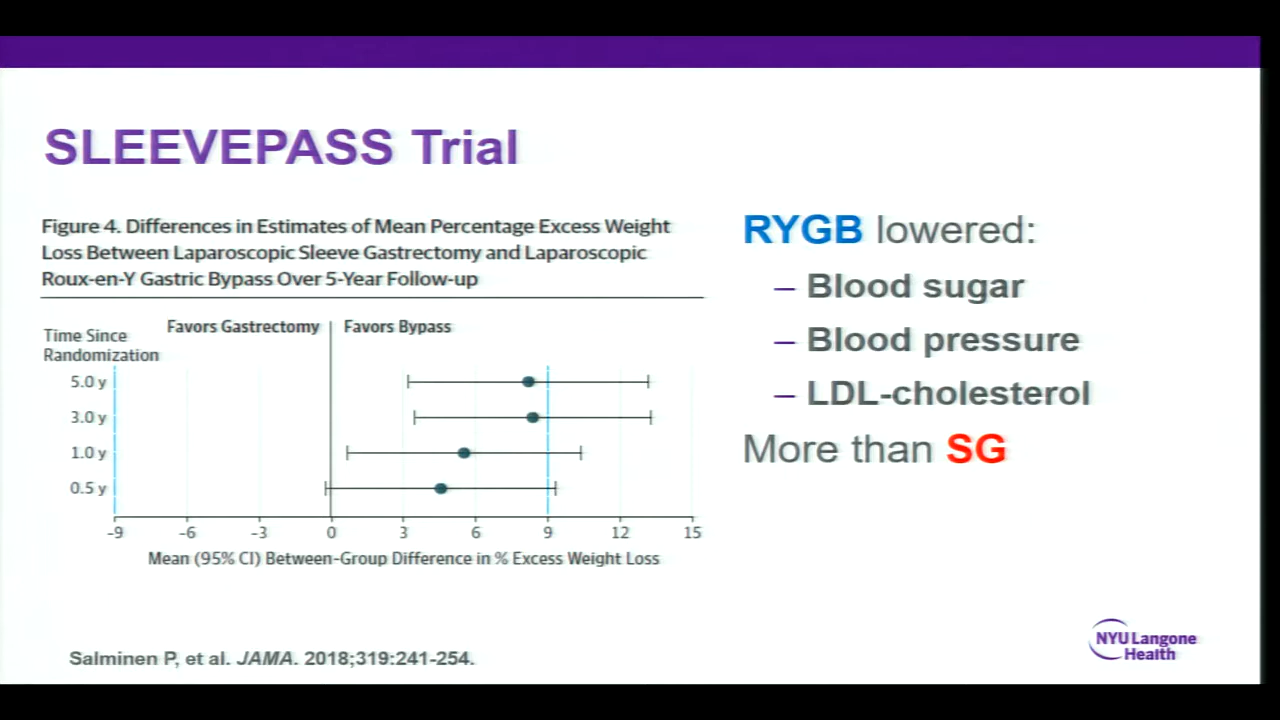 SLEEVEPASS Trial
Figure 4. Differences in Estimates of Mean Percentage Excess Weight
Loss Between Laparoscopic Sleeve Gastrectomy and Laparoscopic
Roux-en-Y Gastric Bypass Over 5-Year Follow-up
Time Since
Randomization
Favors Gastrectomy
Favors Bypass
5.0 y
3.0 y
1.0 y
0.5 y
-9 -6 -3 0 3 6 9 12 15
Mean (95% CI) Between-Group Difference in % Excess Weight Loss
RYGB lowered:
– Blood sugar
– Blood pressure
– LDL-cholesterol
More than SG
Salminen P, et al. JAMA. 2018;319:241-254.
NYU Langone
Health